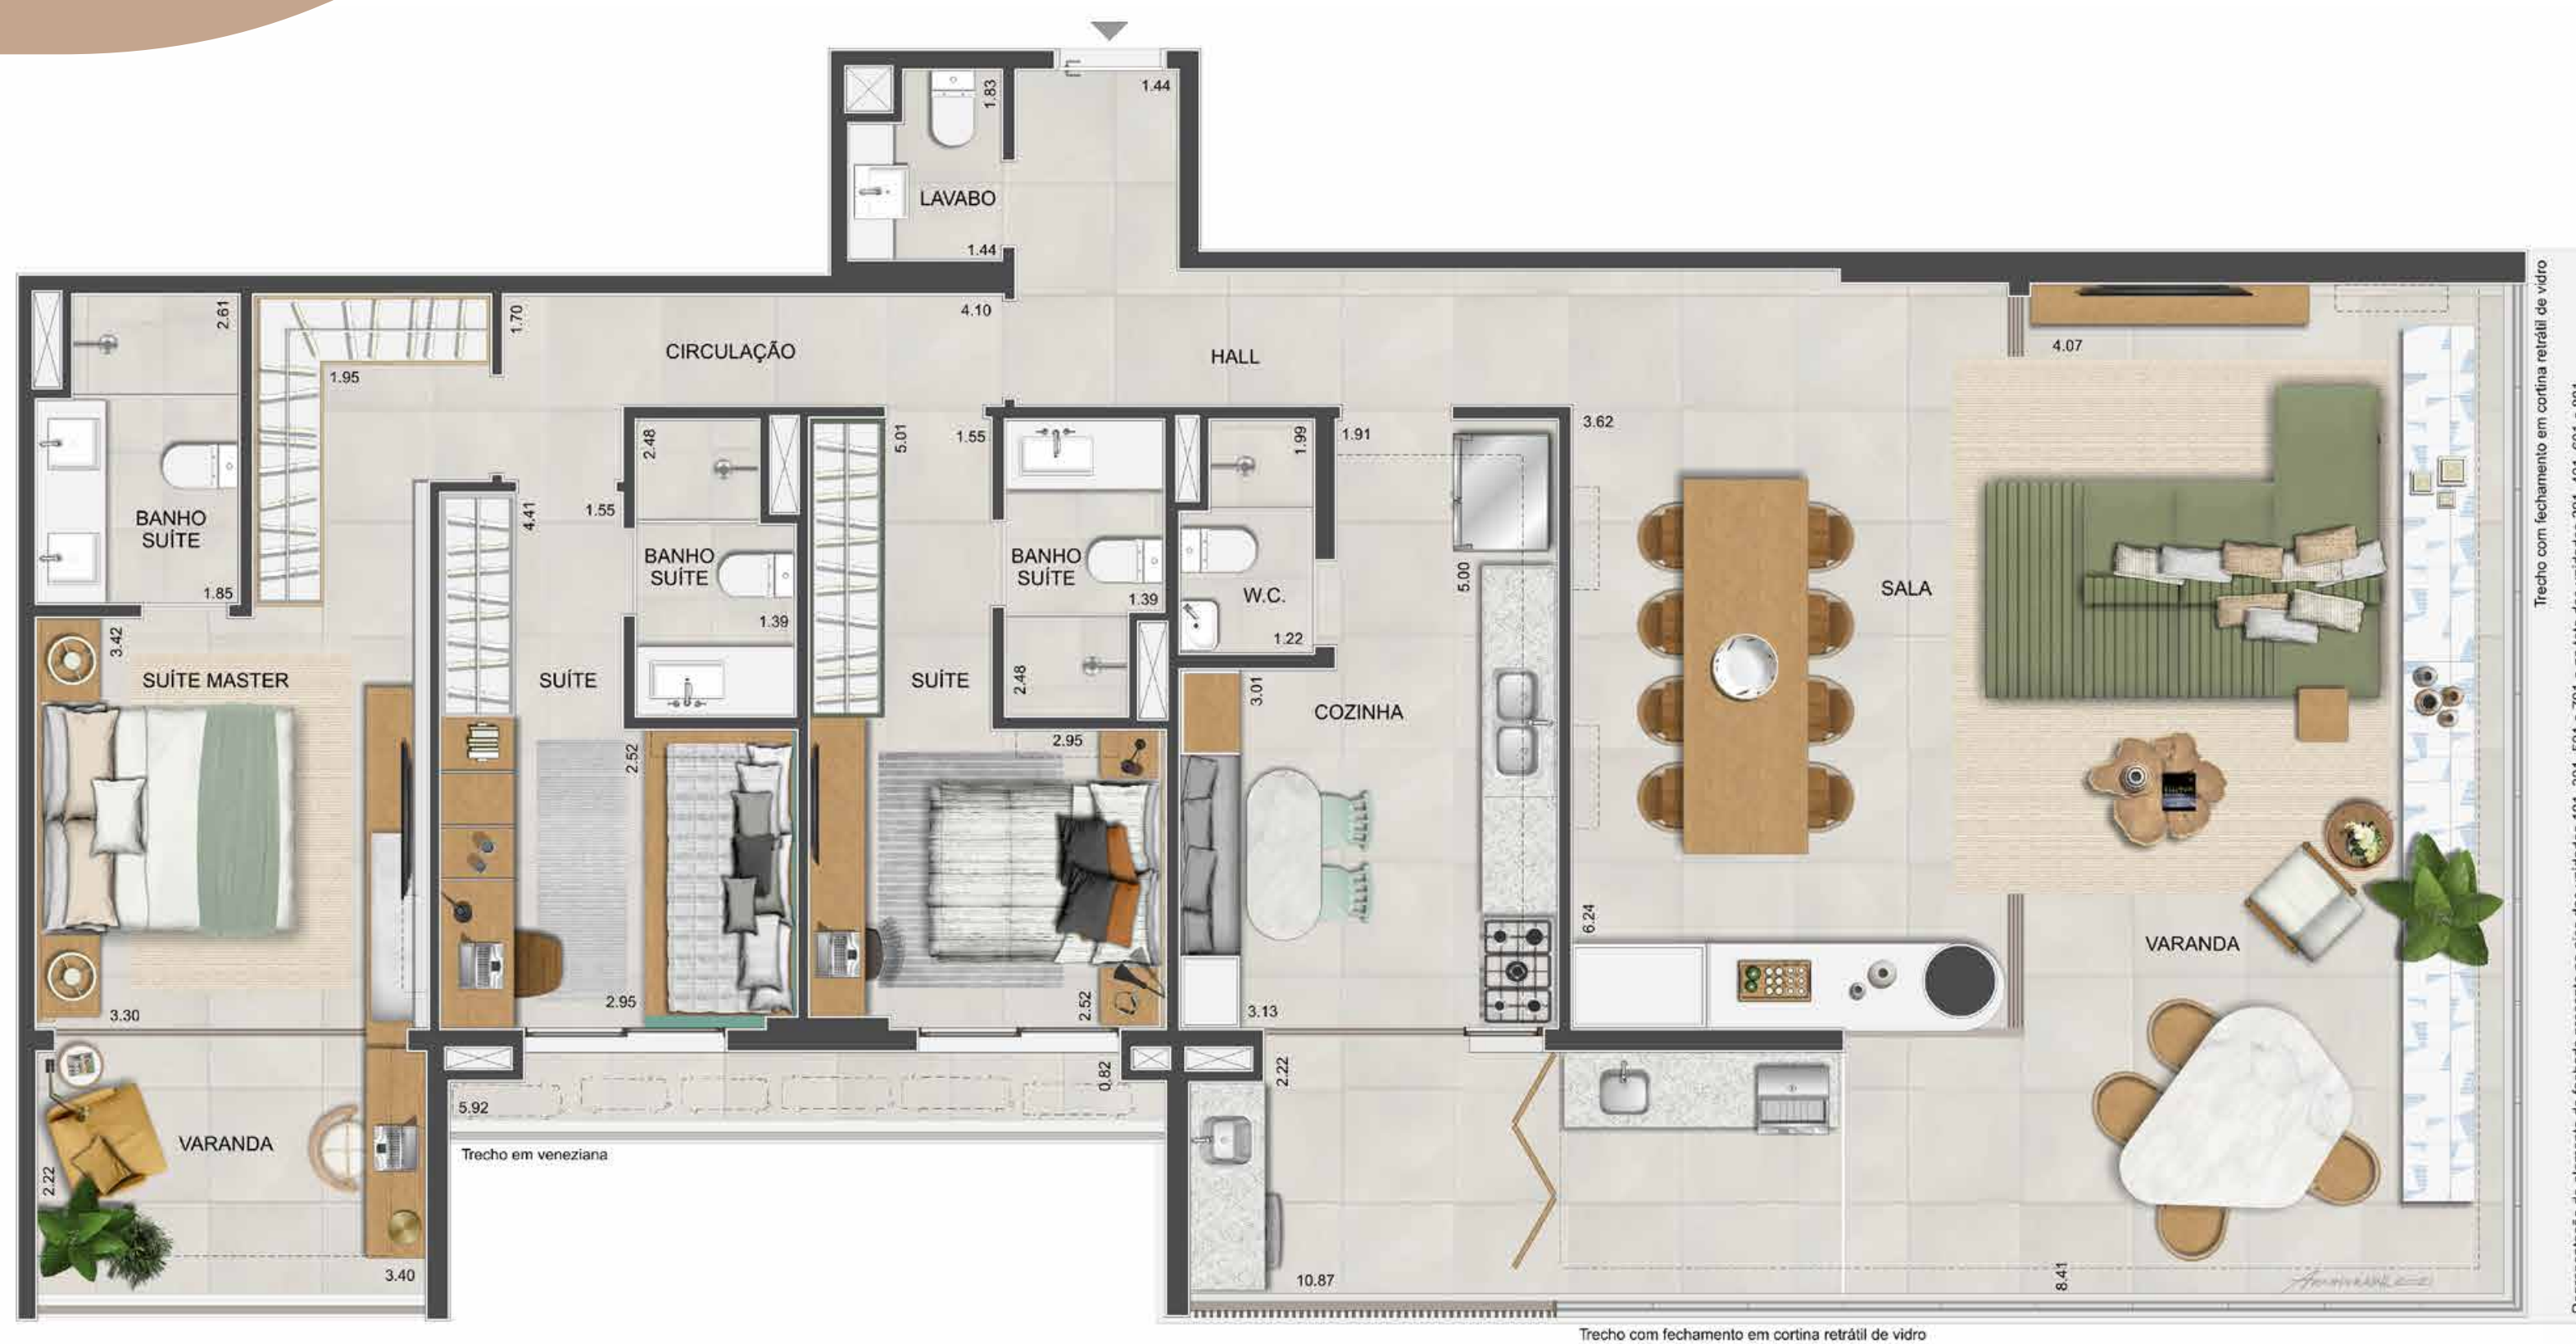 1.44
1.83
LAVABO
1.44
2.61
1.70
4.10
CIRCULAÇÃO
HALL
4.07
1.95
5.01
1.55
2.48
1.99
1.91
3.62
4.41
1.55
BANHO
SUÍTE
1.85
BANHO
SUÍTE
1.39
BANHO
SUÍTE
1.39
W.C.
1.22
5.00
SALA
3.42
SUÍTE MASTER
SUÍTE
SUÍTE
2.48
3.01
COZINHA
2.52
2.95
6.24
VARANDA
3.30
2.95
2.52
3.13
5.92
0.82
2.22
VARANDA
2.22
3.40
Trecho em veneziana
10.87
8.41
Trecho com fechamento em cortina retrátil de vidro
Trecho com fechamento em cortina retrátil de vidro